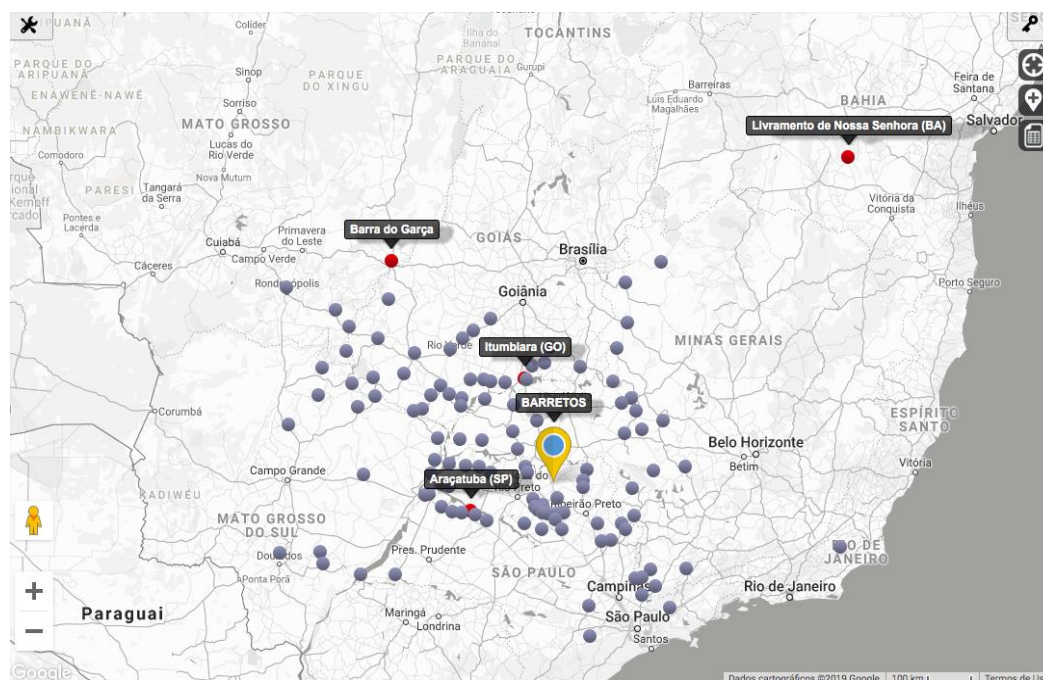 Colíder
Ilha do
Bananal
TOCANTINS
PARQUE DO
ARIPUANÃ
Sinop
PARQUE
DO XINGU
PARQUE DO
ARAGUAIA
Gurupi
Barreiras
Luís Eduardo
Magalhães
Feira de
Santana
ENAWENÊ-NAWÊ
Sorriso
BAHIA
NAMBIKWARA
MATO GROSSO
Salvador
Livramento de Nossa Senhora (BA)
Comodoro
Lucas do
Rio Verde
Nova Mutum
PARESI
Tangará
da Serra
Vitória da
Conquista
Ilhéus
Pontes e
Lacerda
Barra do Garça
Primavera
do Leste
GOIÁS
Cuiabá
Campo Verde
Brasília
Cáceres
Porto Seguro
Goiânia
MINAS GERAIS
Itumbiara (GO)
BARRETOS
Corumbá
ESPÍRITO
SANTO
Belo Horizonte
Betim
Vitória
Campo Grande
Araçatuba (SP)
KADIWÉU
Ribeirão Preto
MATO GROSSO
DO SUL
Pres. Prudente
RIO DE
JANEIRO
Dourados
Ponta Porã
SÃO PAULO
Campinas
Rio de Janeiro
Paraguai
Maringá
Londrina
São Paulo
Santos
Google
Dados cartográficos ©2019 Google
100 km
Termos de Us